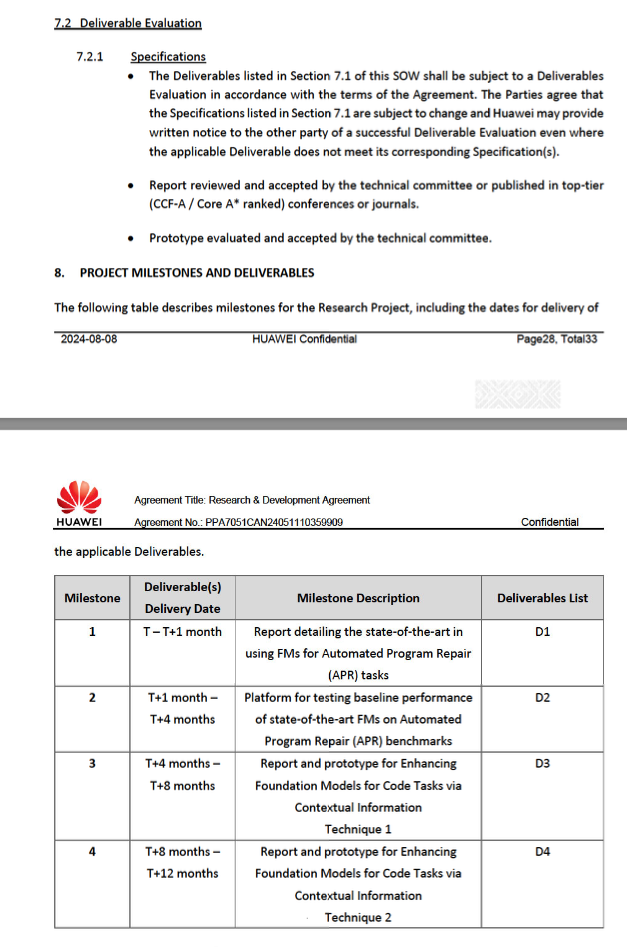 7.2 Deliverable Evaluation
7.2.1 Specifications
• The Deliverables listed in Section 7.1 of this SOW shall be subject to a Deliverables
Evaluation in accordance with the terms of the Agreement. The Parties agree that
the Specifications listed in Section 7.1 are subject to change and Huawei may provide
written notice to the other party of a successful Deliverable Evaluation even where
the applicable Deliverable does not meet its corresponding Specification(s).
• Report reviewed and accepted by the technical committee or published in top-tier
(CCF-A / Core A* ranked) conferences or journals.
• Prototype evaluated and accepted by the technical committee.
8. PROJECT MILESTONES AND DELIVERABLES
The following table describes milestones for the Research Project, including the dates for delivery of
2024-08-08 HUAWEI Confidential Page28, Total33
HUAWEI
Agreement Title: Research & Development Agreement
Agreement No.: PPA7051CAN24051110359909 Confidential
the applicable Deliverables.
Milestone Deliverable(s) Delivery Date Milestone Description Deliverables List
1 T – T+1 month Report detailing the state-of-the-art in
using FMs for Automated Program Repair
(APR) tasks
D1
2 T+1 month – T+4 months Platform for testing baseline performance
of state-of-the-art FMs on Automated
Program Repair (APR) benchmarks
D2
3 T+4 months – T+8 months Report and prototype for Enhancing
Foundation Models for Code Tasks via
Contextual Information
Technique 1
D3
4 T+8 months – T+12 months Report and prototype for Enhancing
Foundation Models for Code Tasks via
Contextual Information
Technique 2
D4